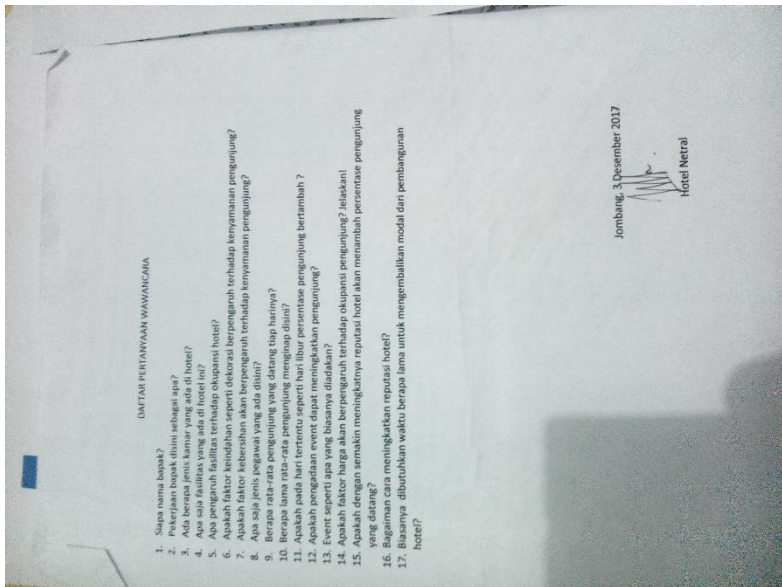 DAFTAR PERTANYAAN WAWANCARA
1. Siapa nama bapak?
2. Pekerjaan bapak disini sebagai apa?
3. Ada berapa jenis kamar yang ada di hotel?
4. Apa saja fasilitas yang ada di hotel ini?
5. Apa pengaruh fasilitas terhadap okupansi hotel?
6. Apakah faktor keindahan seperti dekorasi berpengaruh terhadap kenyamanan pengunjung?
7. Apakah faktor kebersihan akan berpengaruh terhadap kenyamanan pengunjung?
8. Apa saja jenis pegawai yang ada disini?
9. Berapa rata-rata pengunjung yang datang tiap harinya?
10. Berapa lama rata-rata pengunjung menginap disini?
11. Apakah pada hari tertentu seperti hari libur persentase pengunjung bertambah ?
12. Apakah pengadaan event dapat meningkatkan pengunjung?
13. Event seperti apa yang biasanya diadakan?
14. Apakah faktor harga akan berpengaruh terhadap okupansi pengunjung? Jelaskan!
15. Apakah dengan semakin meningkatnya reputasi hotel akan menambah persentase pengunjung
yang datang?
16. Bagaiman cara meningkatkan reputasi hotel?
17. Biasanya dibutuhkan waktu berapa lama untuk mengembalikan modal dari pembangunan
hotel?
Jombang, 3 Desember 2017
Hotel Netral